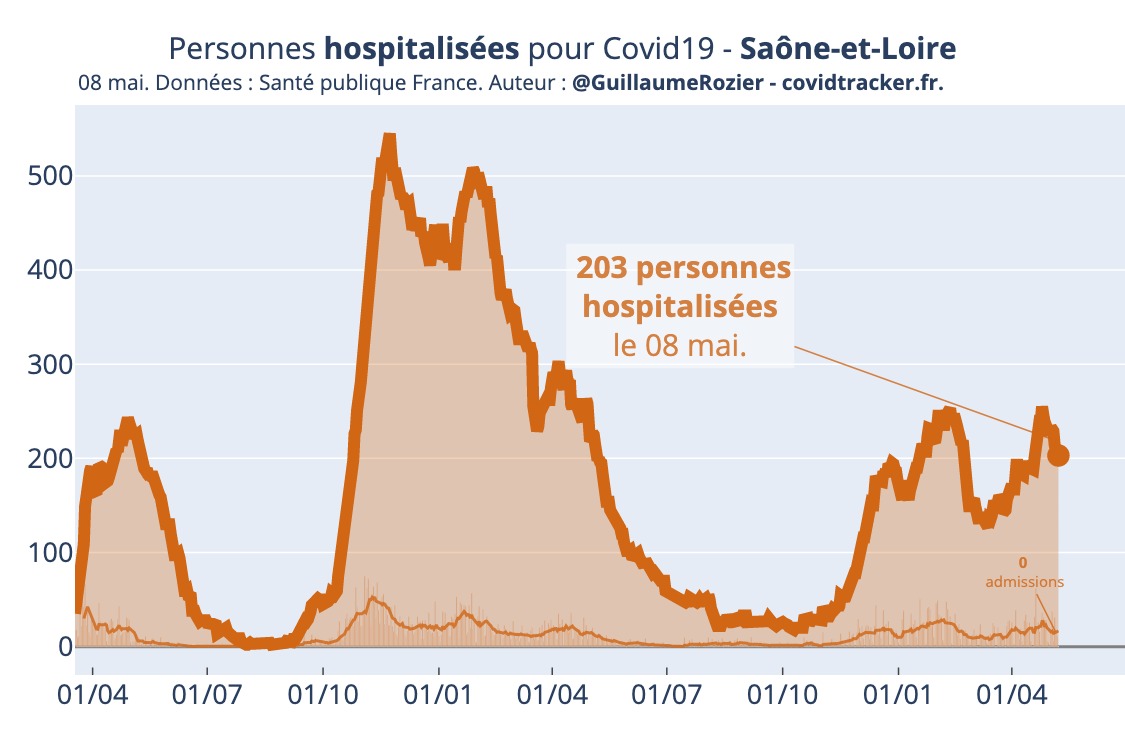 Personnes hospitalisées pour Covid19 - Saône-et-Loire
08 mai. Données : Santé publique France. Auteur : @GuillaumeRozier - covidtracker.fr.
500
400
300
200
100
0
203 personnes
hospitalisées
le 08 mai.
0
admissions
01/04 01/07 01/10 01/01 01/04 01/07 01/10 01/01 01/04